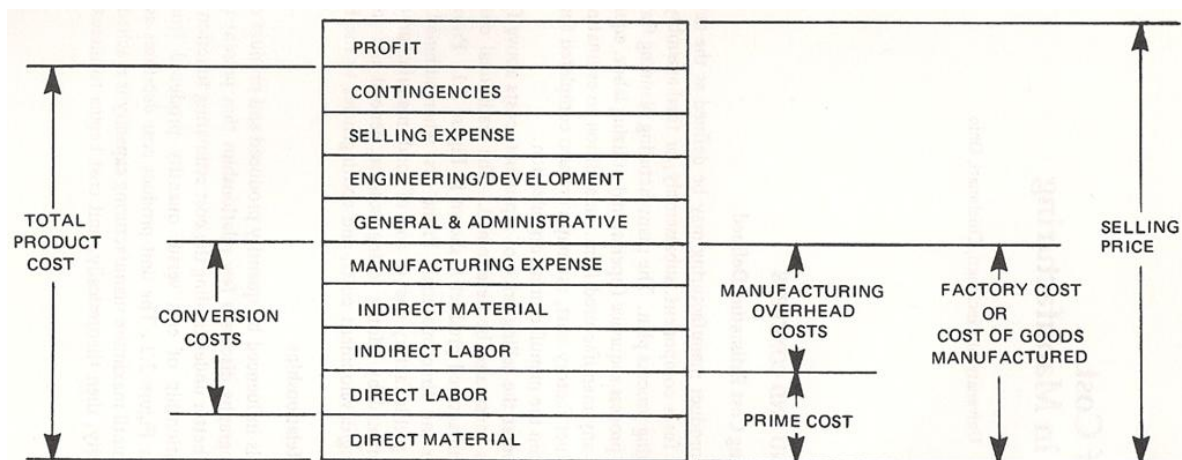 PROFIT
CONTINGENCIES
SELLING EXPENSE
ENGINEERING/DEVELOPMENT
GENERAL & ADMINISTRATIVE
MANUFACTURING EXPENSE
INDIRECT MATERIAL
INDIRECT LABOR
DIRECT LABOR
DIRECT MATERIAL
TOTAL
PRODUCT
COST
CONVERSION
COSTS
MANUFACTURING
OVERHEAD
COSTS
PRIME COST
FACTORY COST
OR
COST OF GOODS
MANUFACTURED
SELLING
PRICE